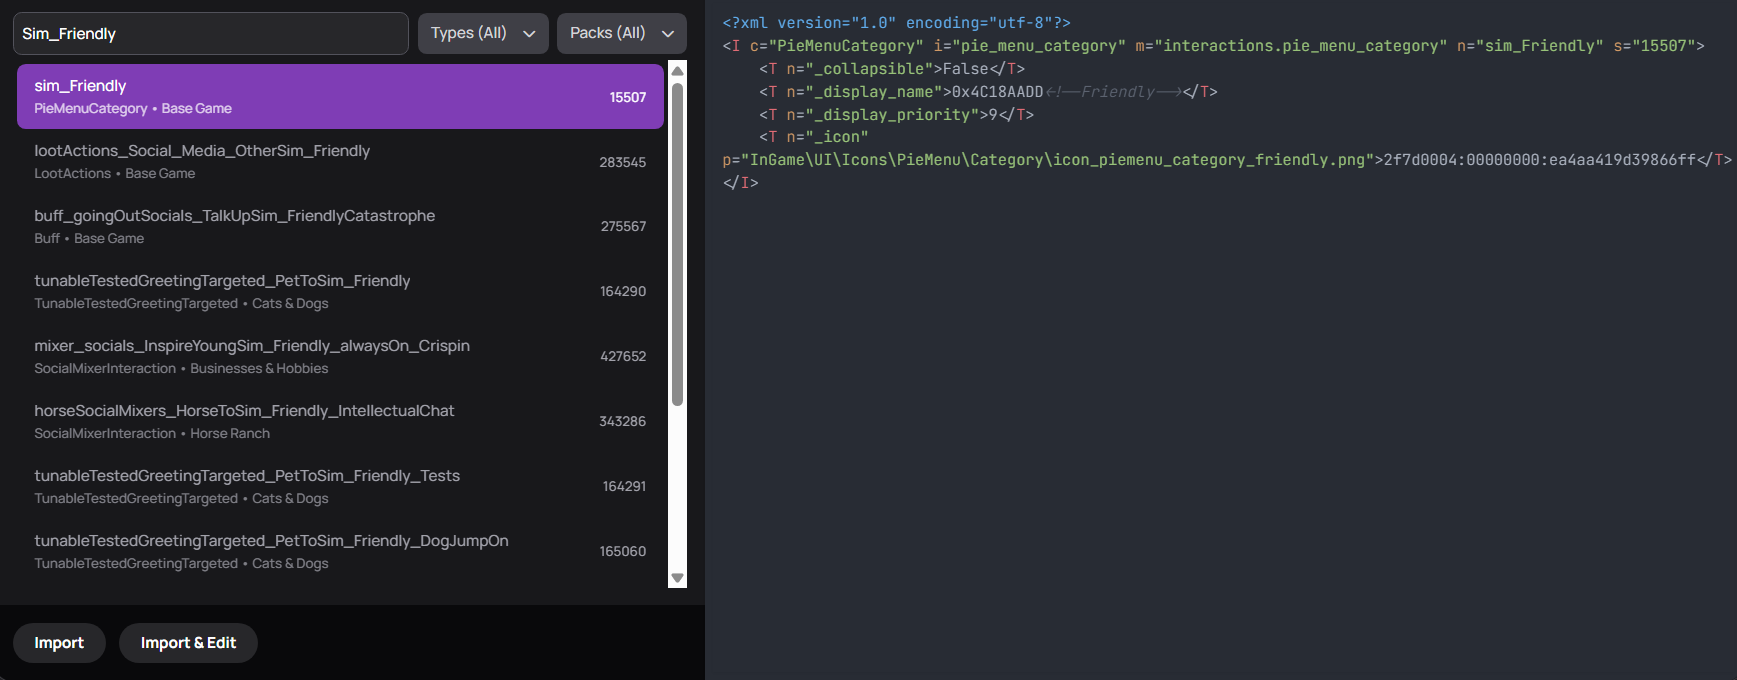 Sim_Friendly
Types (All)
Packs (All)
sim_Friendly
PieMenuCategory • Base Game
15507
lootActions_Social_Media_OtherSim_Friendly
LootActions • Base Game
283545
buff_goingOutSocials_TalkUpSim_FriendlyCatastrophe
Buff • Base Game
275567
tunableTestedGreetingTargeted_PetToSim_Friendly
TunableTestedGreetingTargeted • Cats & Dogs
164290
mixer_socials_InspireYoungSim_Friendly_alwaysOn_Crispin
SocialMixerInteraction • Businesses & Hobbies
427652
horseSocialMixers_HorseToSim_Friendly_IntellectualChat
SocialMixerInteraction • Horse Ranch
343286
tunableTestedGreetingTargeted_PetToSim_Friendly_Tests
TunableTestedGreetingTargeted • Cats & Dogs
164291
tunableTestedGreetingTargeted_PetToSim_Friendly_DogJumpOn
TunableTestedGreetingTargeted • Cats & Dogs
165060
Import
Import & Edit
<?xml version="1.0" encoding="utf-8"?>
<I c="PieMenuCategory" i="pie_menu_category" m="interactions.pie_menu_category" n="sim_Friendly" s="15507">
    <T n="_collapsible">False</T>
    <T n="_display_name">0x4C18AADD<!--Friendly--></T>
    <T n="_display_priority">9</T>
    <T n="_icon"
p="InGame\UI\Icons\PieMenu\Category\icon_piemenu_category_friendly.png">2f7d0004:00000000:ea4aa419d39866ff</T>
</I>